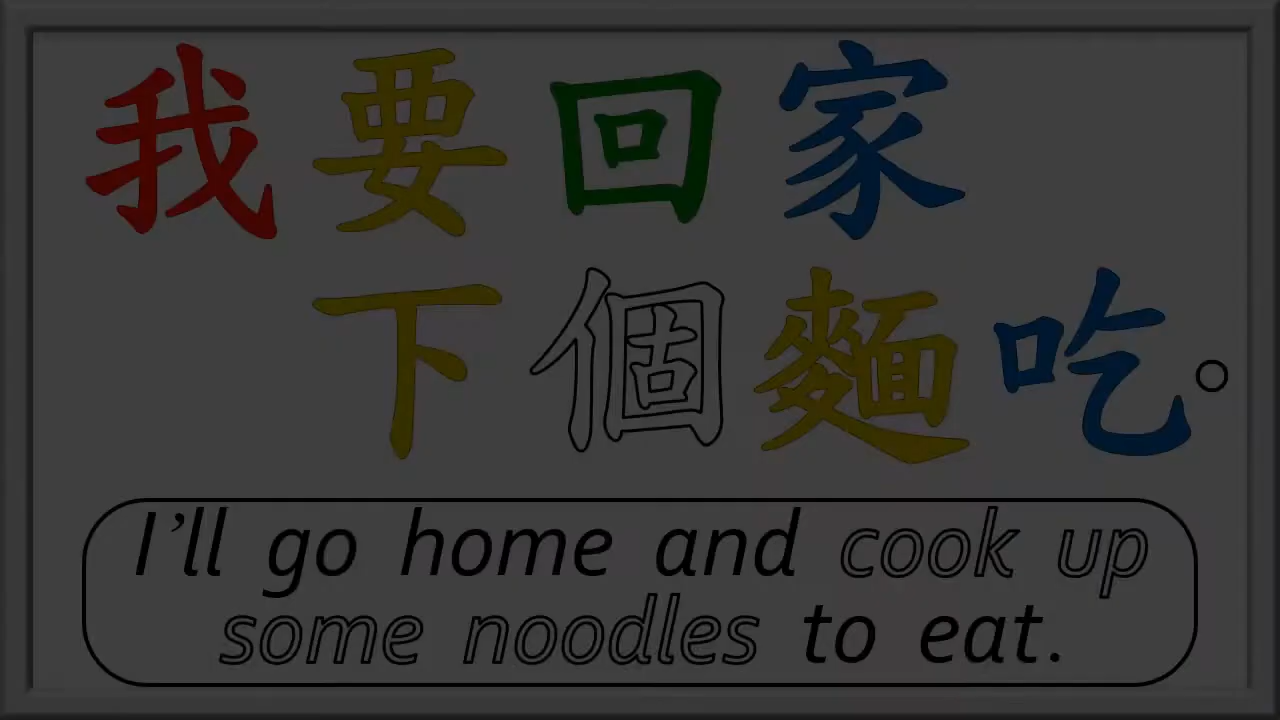 我要回家
下個麵吃。
I’ll go home and cook up
some noodles to eat.